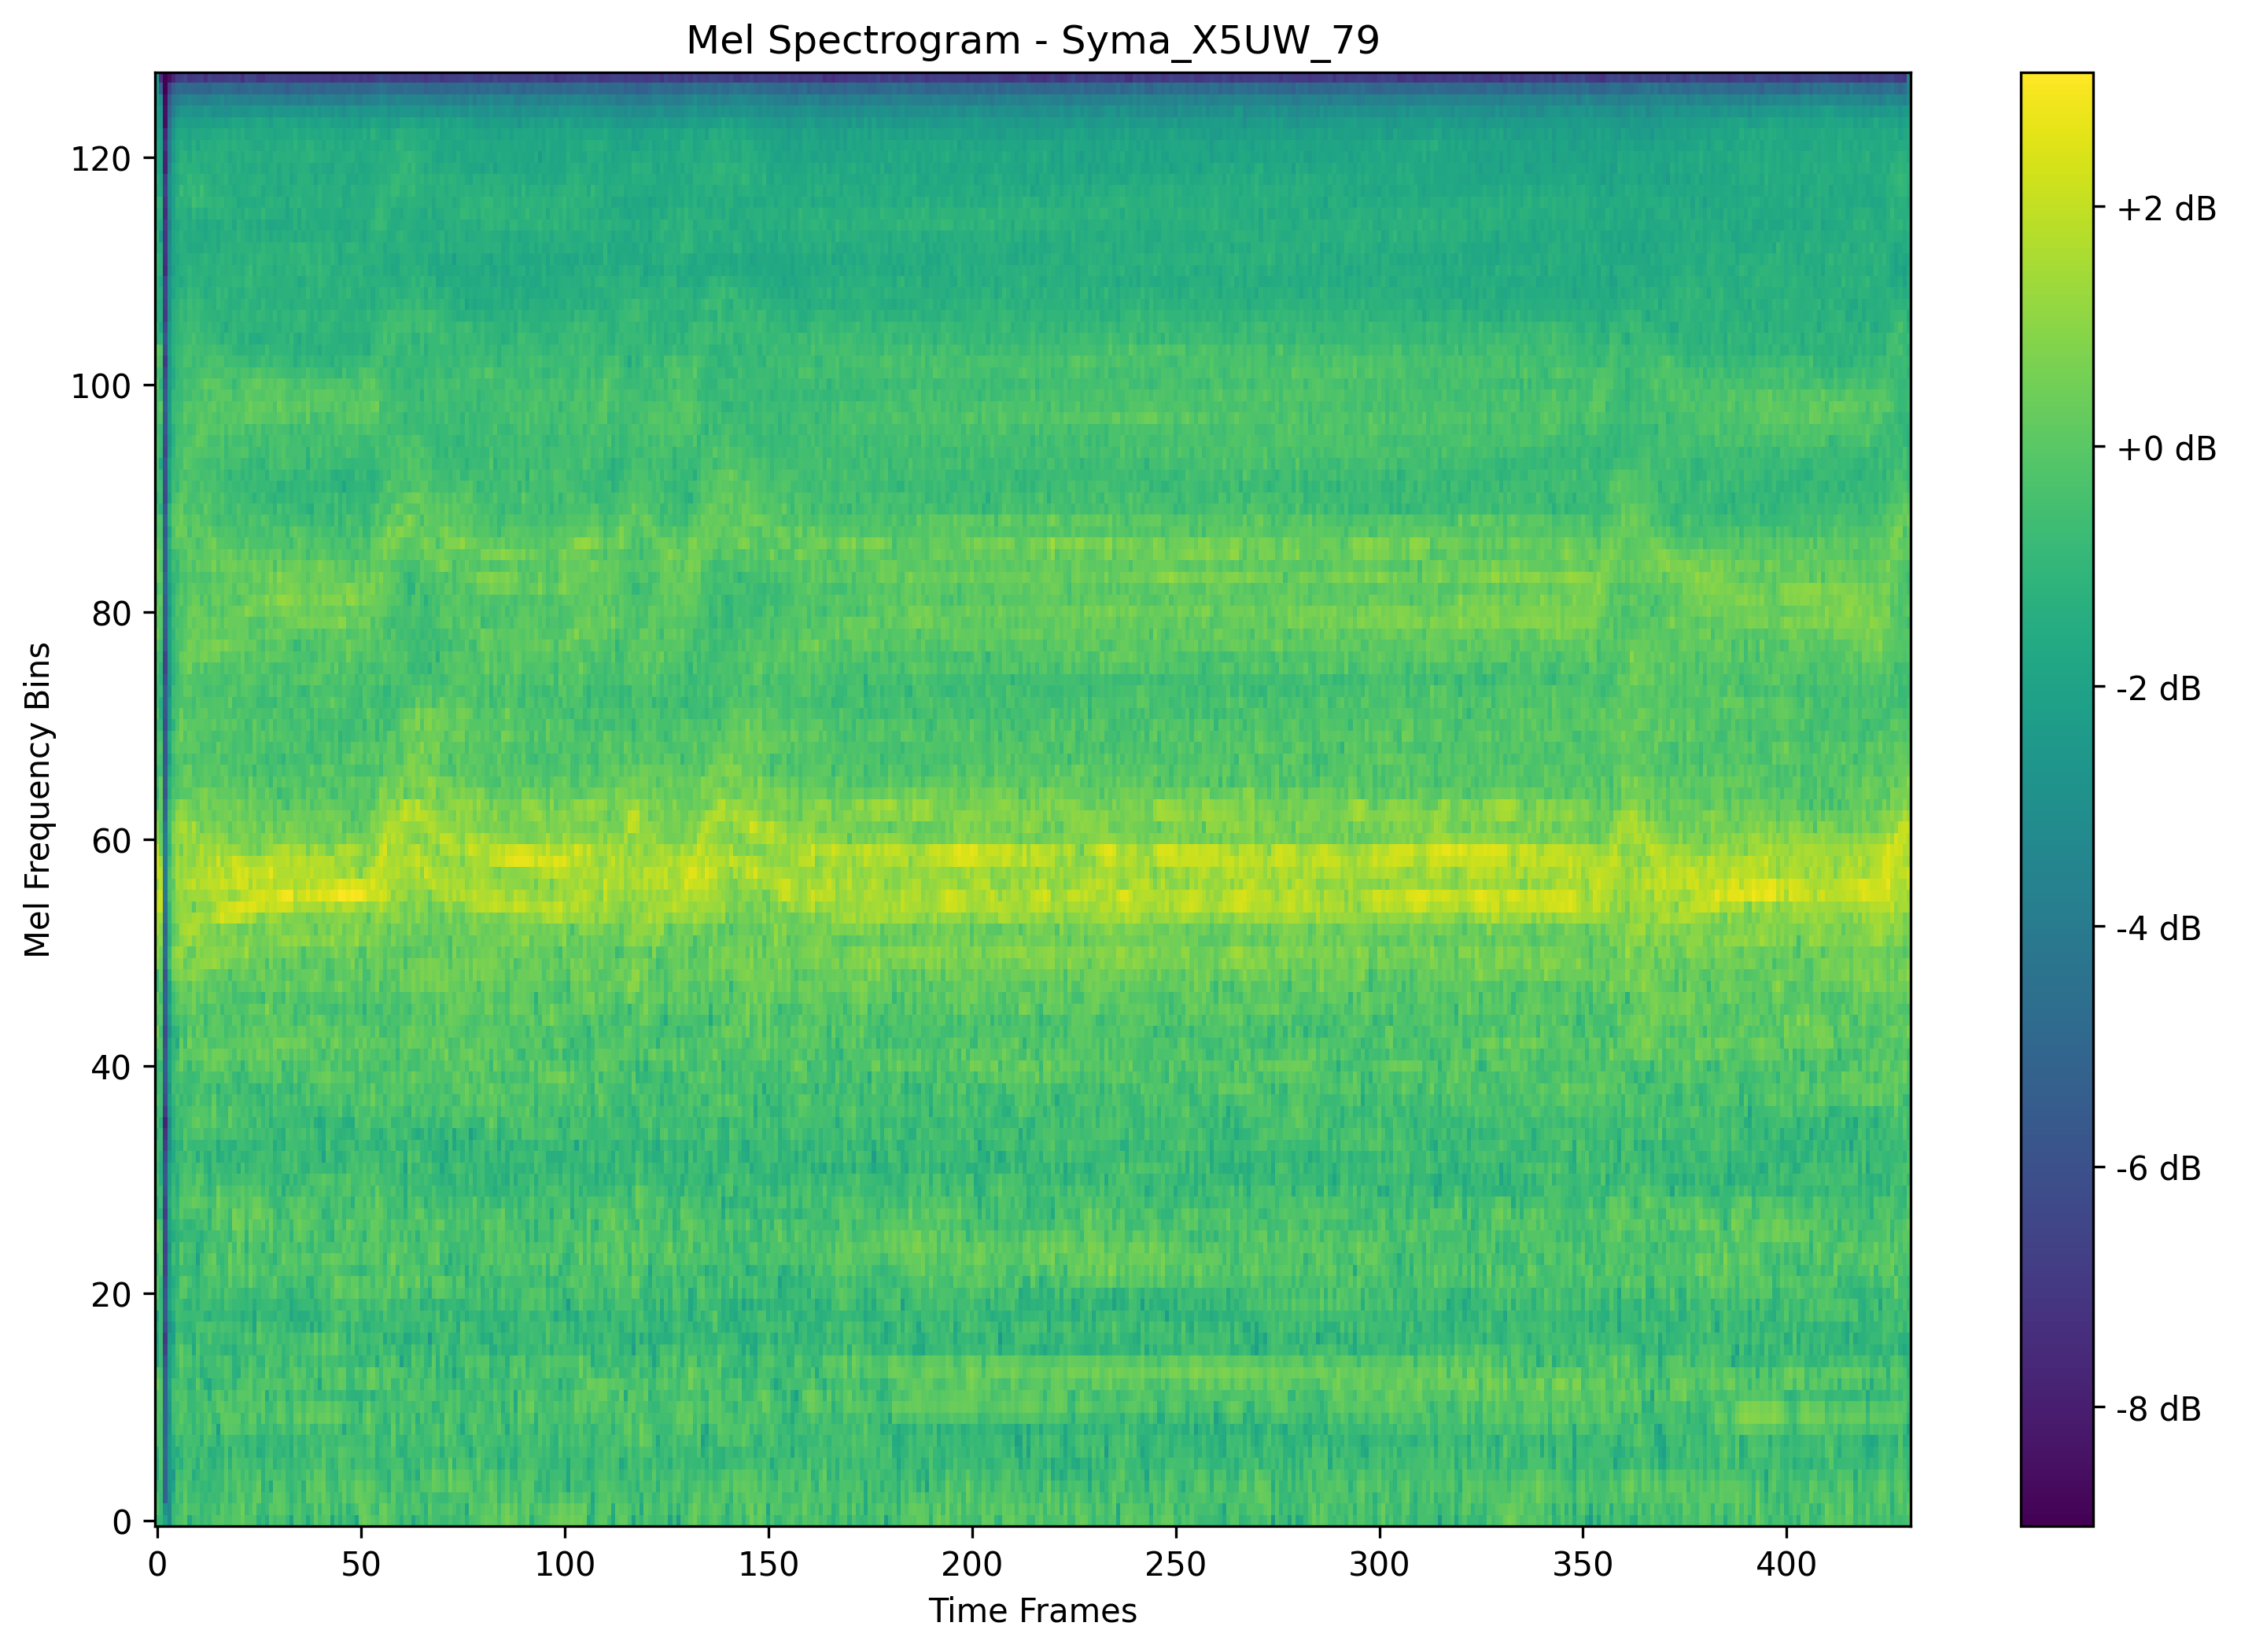 Mel Spectrogram - Syma_X5UW_79
Mel Frequency Bins
120
100
80
60
40
20
0
0 50 100 150 200 250 300 350 400
Time Frames
+2 dB
+0 dB
-2 dB
-4 dB
-6 dB
-8 dB